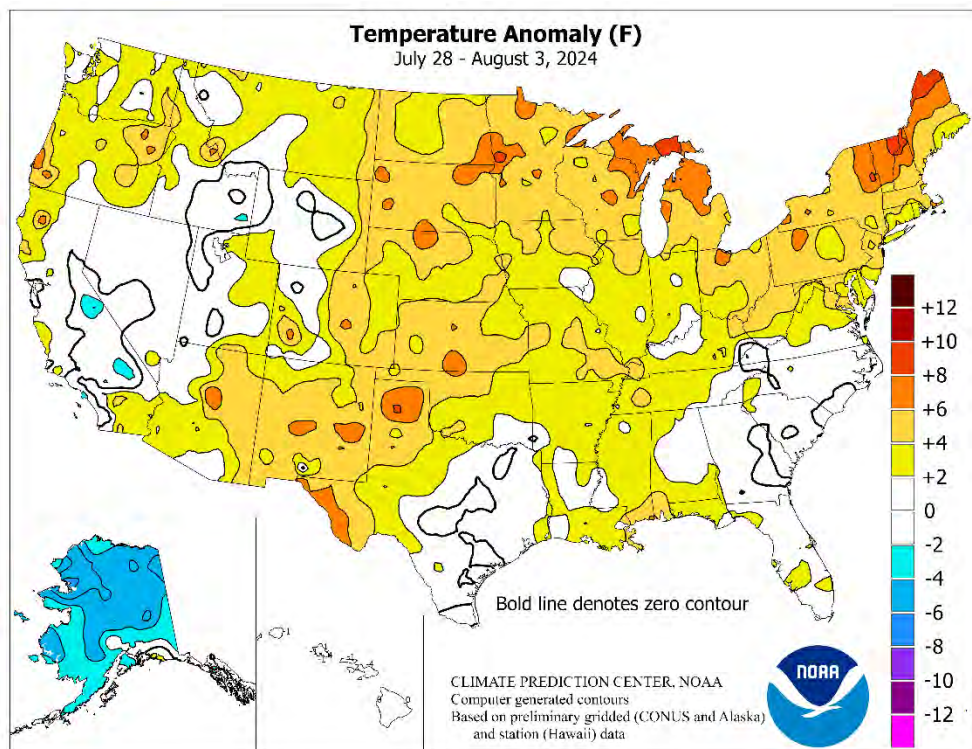 Temperature Anomaly (F)
July 28 - August 3, 2024
+12
+10
+8
+6
+4
+2
0
-2
-4
-6
-8
-10
-12
Bold line denotes zero contour
CLIMATE PREDICTION CENTER, NOAA
Computer generated contours
Based on preliminary gridded (CONUS and Alaska)
and station (Hawaii) data
NOAA